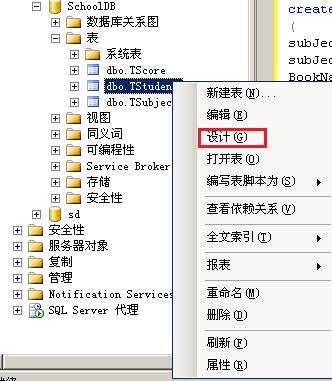 SchoolDB
数据库关系图
表
系统表
dbo.TScore
dbo.TStuden
dbo.TSubjec
视图
同义词
可编程性
Service Broker
存储
安全性
sd
安全性
服务器对象
复制
管理
Notification Services
SQL Server 代理
create
(
subJec
subJec
BookNa
新建表(N)...
编辑(E)
设计(G)
打开表(O)
编写表脚本为(S)
查看依赖关系(V)
全文索引(T)
报表
重命名(M)
删除(D)
刷新(F)
属性(R)